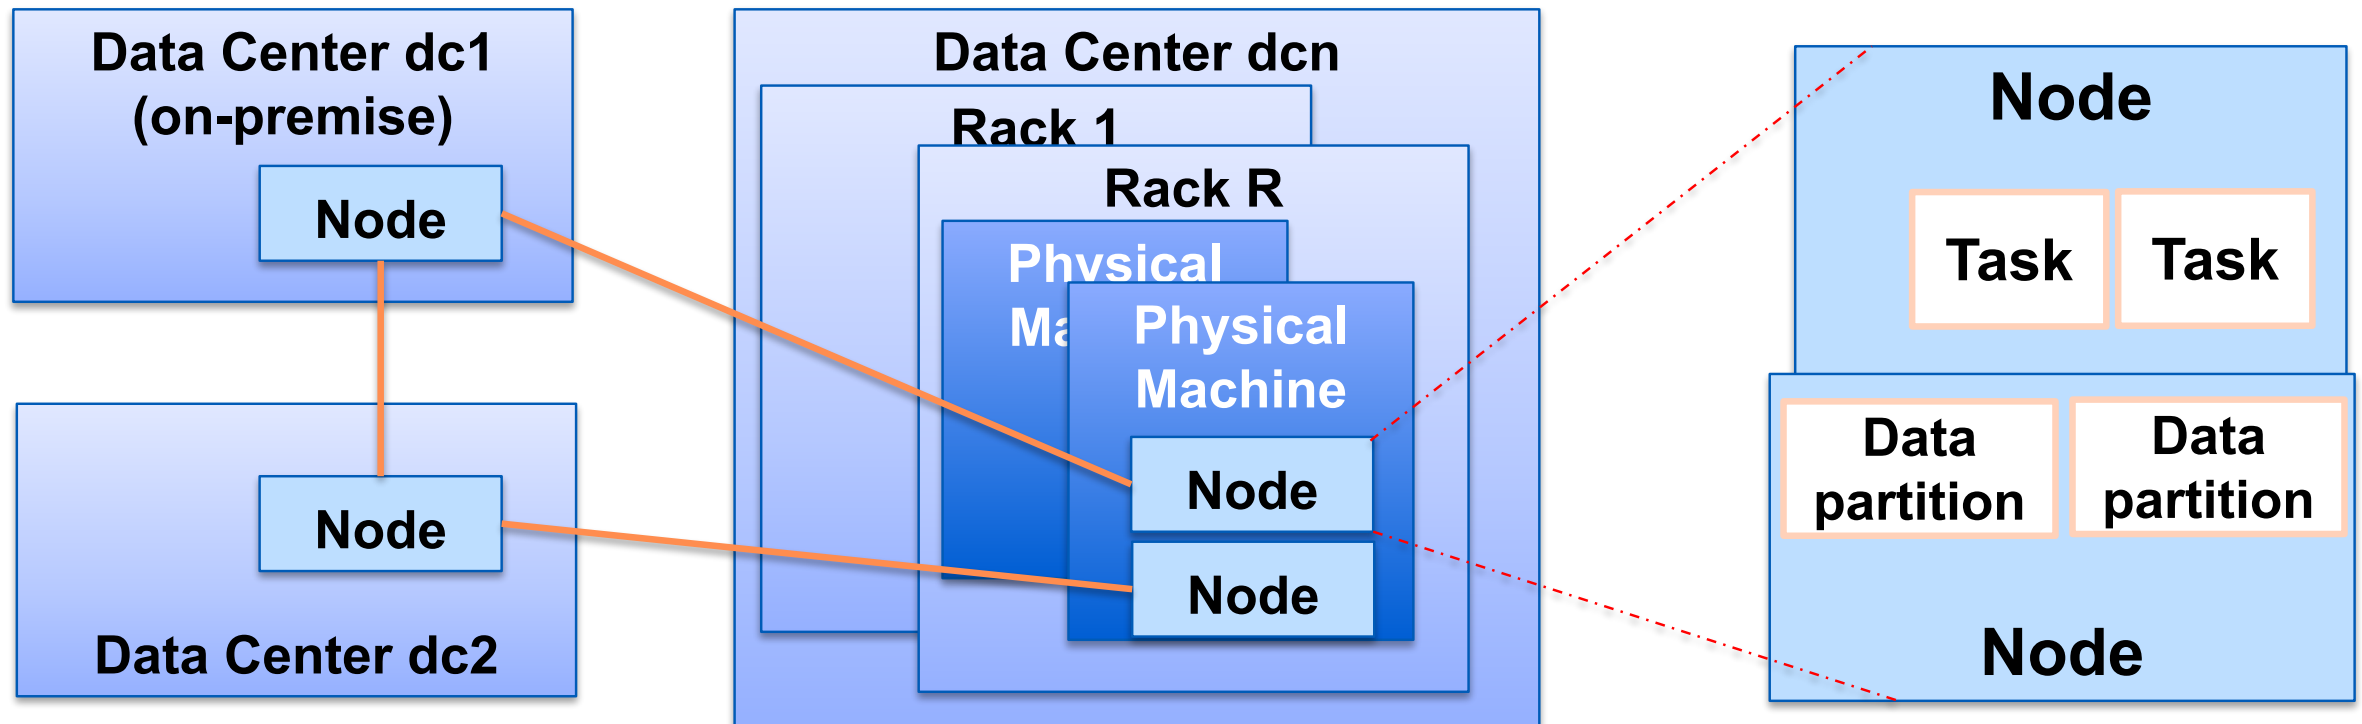 Data Center dc1
(on-premise)
Node
Node
Data Center dc2
Data Center dcn
Rack 1
Rack R
Physical
Physical
Machine
Node
Node
Node
Task
Task
Data
partition
Data
partition
Node